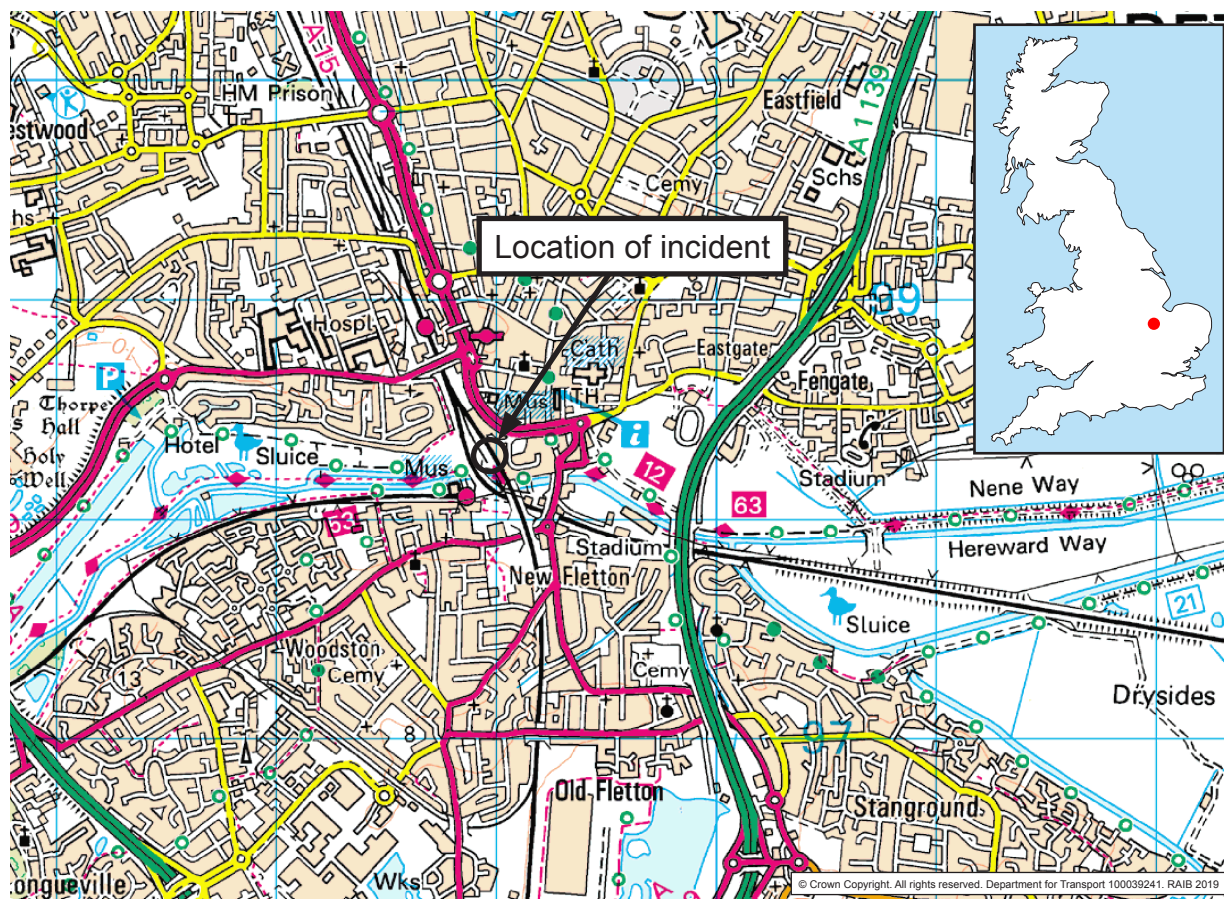 A 15
HM Prison
estwood
Eastfield
A 1139
Schs
Cemy
Location of incident
99
Hospl
Cath
Eastgate
P
Mus
TH
Fengate
Thorpe
Hall
Hotel
Sluice
i
Holy
Well
Mus
12
Stadium
63
Nene Way
63
Hereward Way
Stadium
New Fletton
21
Sluice
Woodston
Cemy
Cemy
13
Drysides
8
97
Old Fletton
Stanground
ongueville
Wks
© Crown Copyright. All rights reserved. Department for Transport 100039241. RAIB 2019